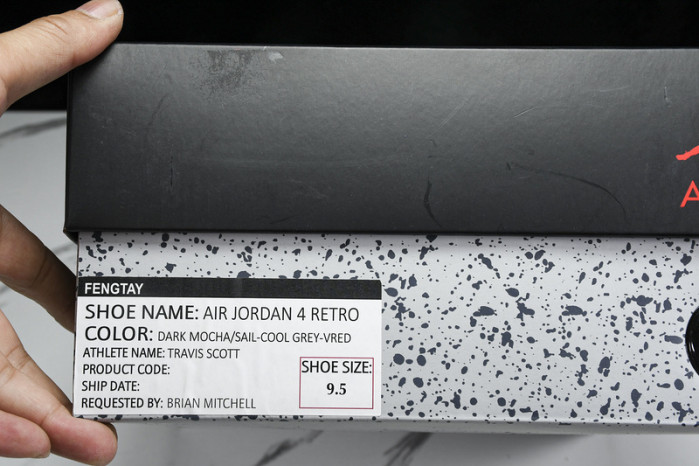 FENGTAY
SHOE NAME: AIR JORDAN 4 RETRO
COLOR: DARK MOCHA/SAIL-COOL GREY-VRED
ATHLETE NAME: TRAVIS SCOTT
PRODUCT CODE:
SHIP DATE:
REQUESTED BY: BRIAN MITCHELL
SHOE SIZE:
9.5